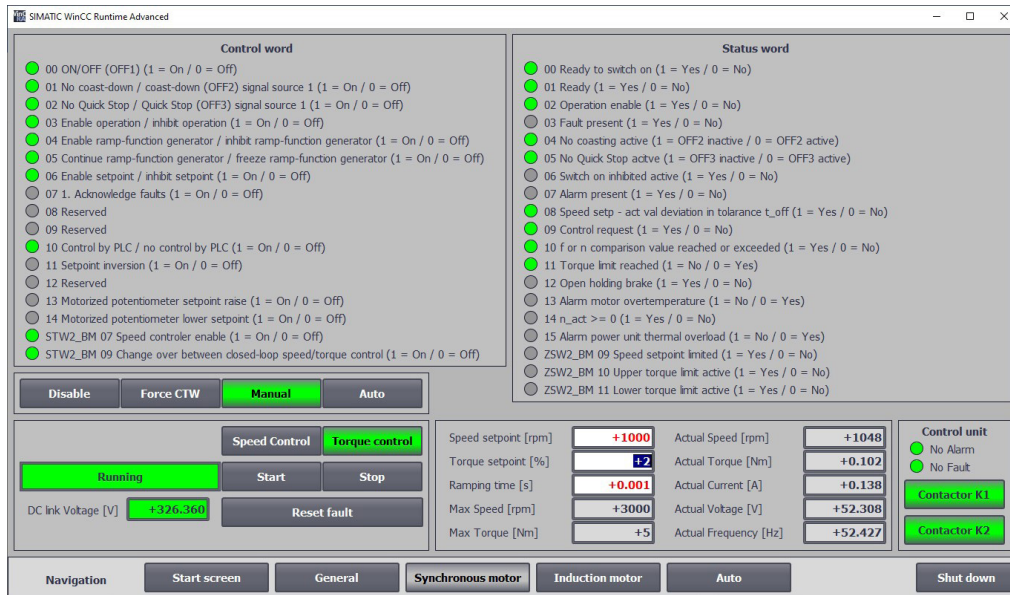 SIMATIC WinCC Runtime Advanced
Control word
00 ON/OFF (OFF1) (1 = On / 0 = Off)
01 No coast-down / coast-down (OFF2) signal source 1 (1 = On / 0 = Off)
02 No Quick Stop / Quick Stop (OFF3) signal source 1 (1 = On / 0 = Off)
03 Enable operation / inhibit operation (1 = On / 0 = Off)
04 Enable ramp-function generator / inhibit ramp-function generator (1 = On / 0 = Off)
05 Continue ramp-function generator / freeze ramp-function generator (1 = On / 0 = Off)
06 Enable setpoint / inhibit setpoint (1 = On / 0 = Off)
07 1. Acknowledge faults (1 = On / 0 = Off)
08 Reserved
09 Reserved
10 Control by PLC / no control by PLC (1 = On / 0 = Off)
11 Setpoint inversion (1 = On / 0 = Off)
12 Reserved
13 Motorized potentiometer setpoint raise (1 = On / 0 = Off)
14 Motorized potentiometer lower setpoint (1 = On / 0 = Off)
STW2_BM 07 Speed controler enable (1 = On / 0 = Off)
STW2_BM 09 Change over between closed-loop speed/torque control (1 = On / 0 = Off)
Status word
00 Ready to switch on (1 = Yes / 0 = No)
01 Ready (1 = Yes / 0 = No)
02 Operation enable (1 = Yes / 0 = No)
03 Fault present (1 = Yes / 0 = No)
04 No coasting active (1 = OFF2 inactive / 0 = OFF2 active)
05 No Quick Stop actitve (1 = OFF3 inactive / 0 = OFF3 active)
06 Switch on inhibited active (1 = Yes / 0 = No)
07 Alarm present (1 = Yes / 0 = No)
08 Speed setp - act val deviation in tolarance t_off (1 = Yes / 0 = No)
09 Control request (1 = Yes / 0 = No)
10 f or n comparison value reached or exceeded (1 = Yes / 0 = No)
11 Torque limit reached (1 = No / 0 = Yes)
12 Open holding brake (1 = Yes / 0 = No)
13 Alarm motor overtemperature (1 = No / 0 = Yes)
14 n_act >= 0 (1 = Yes / 0 = No)
15 Alarm power unit thermal overload (1 = No / 0 = Yes)
ZSW2_BM 09 Speed setpoint limited (1 = Yes / 0 = No)
ZSW2_BM 10 Upper torque limit active (1 = Yes / 0 = No)
ZSW2_BM 11 Lower torque limit active (1 = Yes / 0 = No)
Disable Force CTW Manual Auto
Speed Control Torque control
Running Start Stop
DC link Voltage [V] +326.360 Reset fault
Speed setpoint [rpm] +1000
Torque setpoint [%] +2
Ramping time [s] +0.001
Max Speed [rpm] +3000
Max Torque [Nm] +5
Actual Speed [rpm] +1048
Actual Torque [Nm] +0.102
Actual Current [A] +0.138
Actual Voltage [V] +52.308
Actual Frequency [Hz] +52.427
Control unit
No Alarm
No Fault
Contactor K1
Contactor K2
Navigation Start screen General Synchronous motor Induction motor Auto Shut down